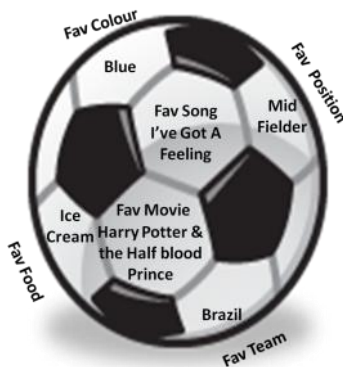 Fav Colour
Blue
Fav Position
Mid
Fielder
Fav Song
I've Got A
Feeling
Ice
Cream
Fav Food
Fav Movie
Harry Potter &
the Half blood
Prince
Brazil
Fav Team